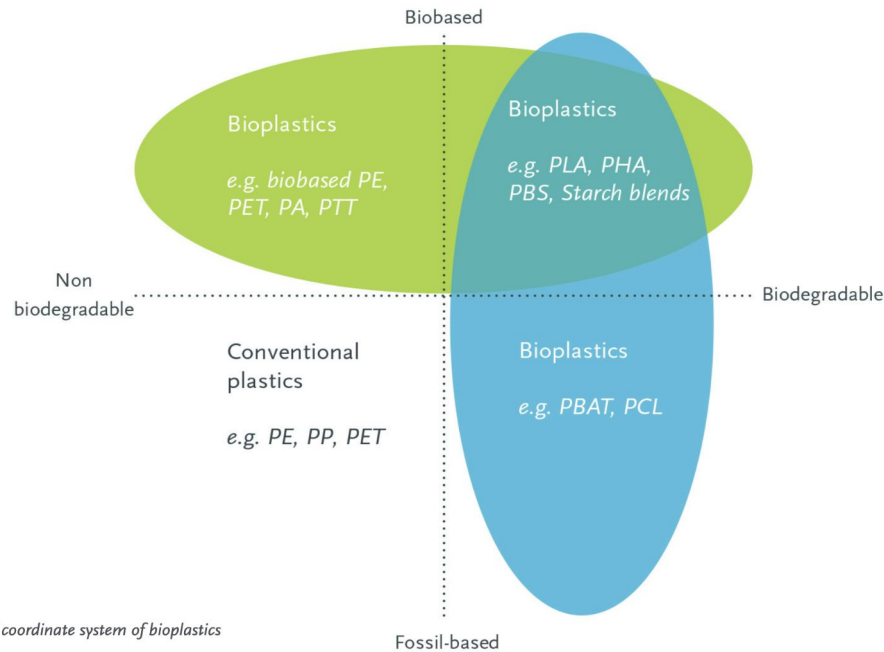 Biobased
Bioplastics
e.g. biobased PE,
PET, PA, PTT
Bioplastics
e.g. PLA, PHA,
PBS, Starch blends
Non
biodegradable
Biodegradable
Conventional
plastics
e.g. PE, PP, PET
Bioplastics
e.g. PBAT, PCL
coordinate system of bioplastics
Fossil-based